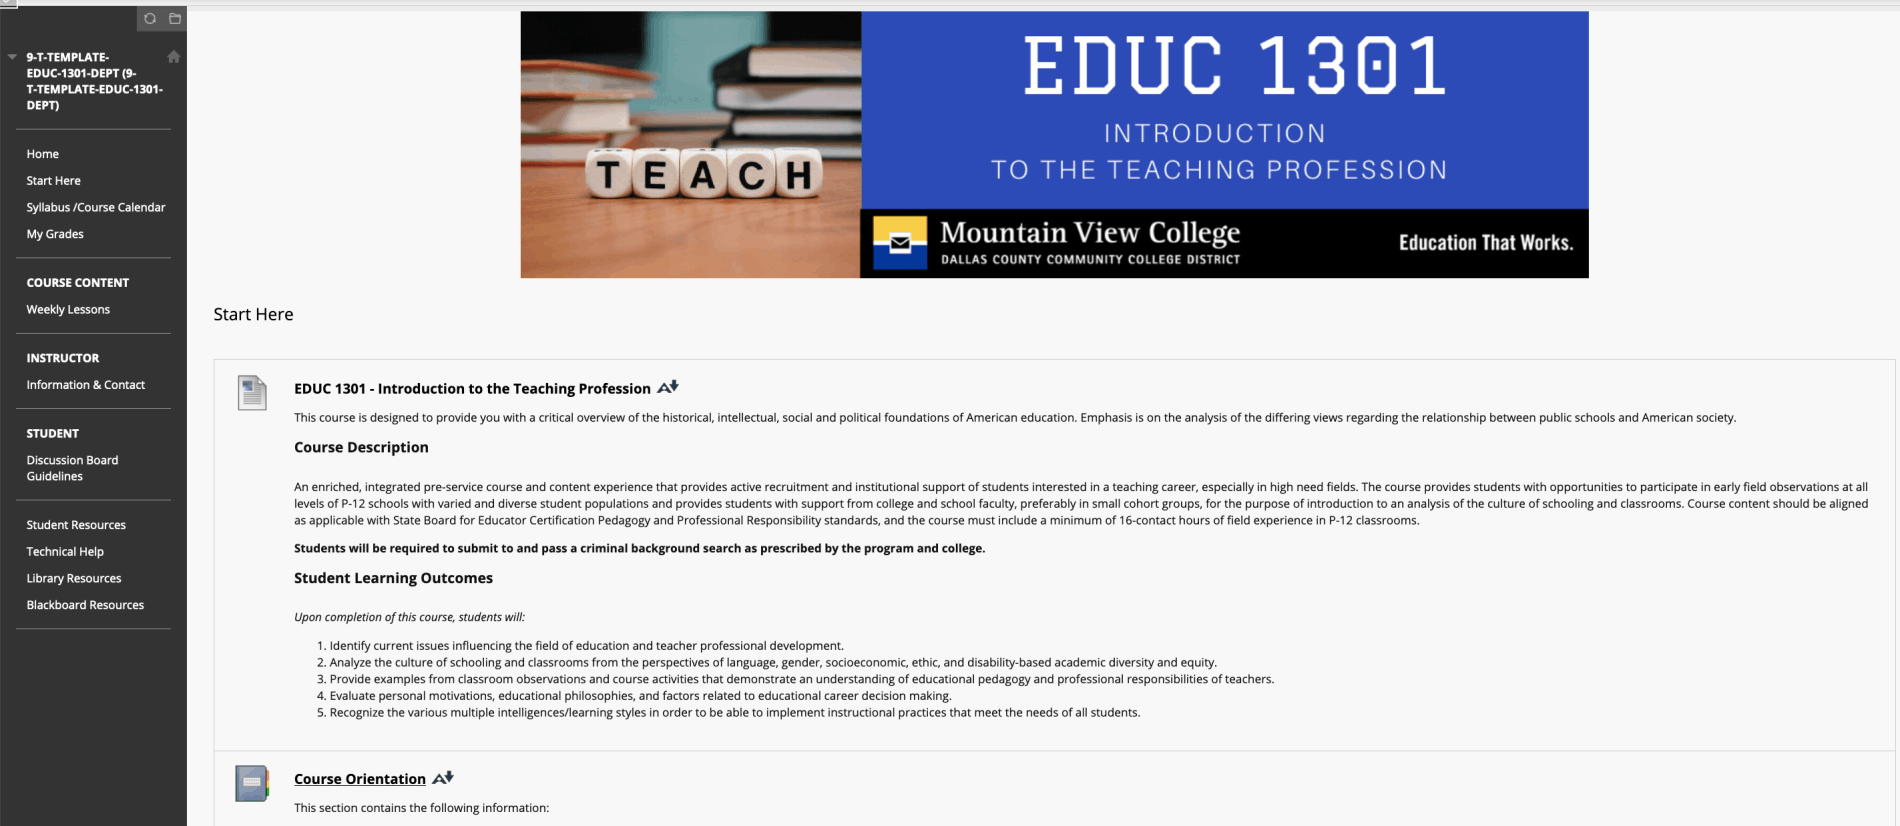 9-T-TEMPLATE-
EDUC-1301-DEPT (9-
T-TEMPLATE-EDUC-1301-
DEPT)
Home
Start Here
Syllabus /Course Calendar
My Grades
COURSE CONTENT
Weekly Lessons
INSTRUCTOR
Information & Contact
STUDENT
Discussion Board
Guidelines
Student Resources
Technical Help
Library Resources
Blackboard Resources
TEACH
EDUC 1301
INTRODUCTION
TO THE TEACHING PROFESSION
Mountain View College
DALLAS COUNTY COMMUNITY COLLEGE DISTRICT
Education That Works.
Start Here
EDUC 1301 - Introduction to the Teaching Profession
This course is designed to provide you with a critical overview of the historical, intellectual, social and political foundations of American education. Emphasis is on the analysis of the differing views regarding the relationship between public schools and American society.
Course Description
An enriched, integrated pre-service course and content experience that provides active recruitment and institutional support of students interested in a teaching career, especially in high need fields. The course provides students with opportunities to participate in early field observations at all
levels of P-12 schools with varied and diverse student populations and provides students with support from college and school faculty, preferably in small cohort groups, for the purpose of introduction to an analysis of the culture of schooling and classrooms. Course content should be aligned
as applicable with State Board for Educator Certification Pedagogy and Professional Responsibility standards, and the course must include a minimum of 16-contact hours of field experience in P-12 classrooms.
Students will be required to submit to and pass a criminal background search as prescribed by the program and college.
Student Learning Outcomes
Upon completion of this course, students will:
1. Identify current issues influencing the field of education and teacher professional development.
2. Analyze the culture of schooling and classrooms from the perspectives of language, gender, socioeconomic, ethic, and disability-based academic diversity and equity.
3. Provide examples from classroom observations and course activities that demonstrate an understanding of educational pedagogy and professional responsibilities of teachers.
4. Evaluate personal motivations, educational philosophies, and factors related to educational career decision making.
5. Recognize the various multiple intelligences/learning styles in order to be able to implement instructional practices that meet the needs of all students.
Course Orientation
This section contains the following information: